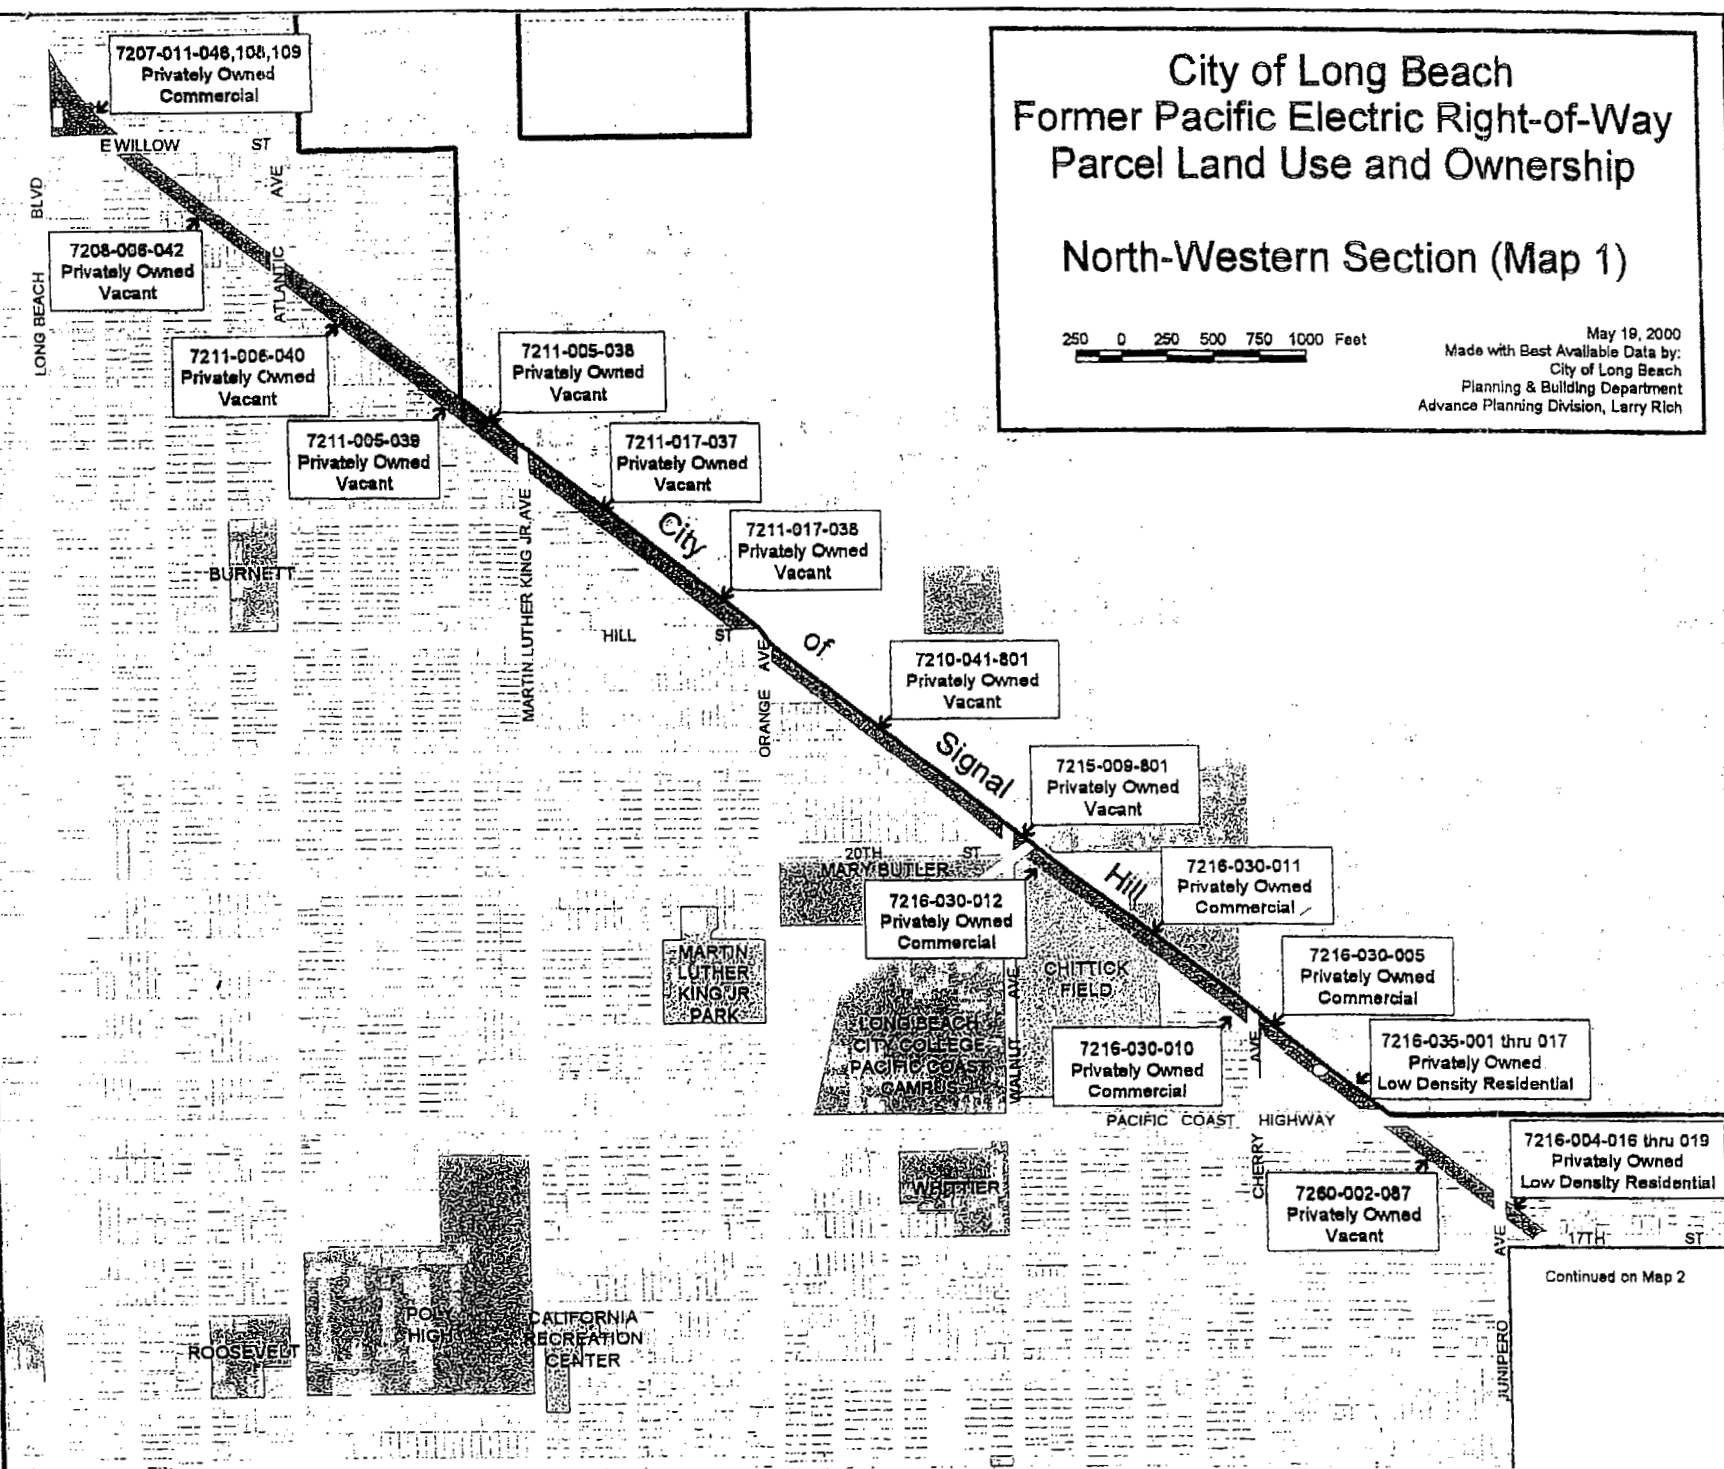 City of Long Beach
Former Pacific Electric Right-of-Way
Parcel Land Use and Ownership
North-Western Section (Map 1)
250 0 250 500 750 1000 Feet
May 19, 2000
Made with Best Available Data by:
City of Long Beach
Planning & Building Department
Advance Planning Division, Larry Rich
7207-011-046,108,109
Privately Owned
Commercial
E WILLOW ST
LONG BEACH BLVD
ATLANTIC AVE
7208-006-042
Privately Owned
Vacant
7211-006-040
Privately Owned
Vacant
7211-005-038
Privately Owned
Vacant
7211-005-039
Privately Owned
Vacant
7211-017-037
Privately Owned
Vacant
7211-017-038
Privately Owned
Vacant
City of Signal Hill
MARTIN LUTHER KING JR AVE
BURNETT
HILL ST
ORANGE AVE
7210-041-801
Privately Owned
Vacant
7215-009-801
Privately Owned
Vacant
20TH ST
MARY BUTLER
7216-030-012
Privately Owned
Commercial
7216-030-011
Privately Owned
Commercial
MARTIN
LUTHER
KING JR
PARK
CHITTICK
FIELD
WALNUT AVE
LONG BEACH
CITY COLLEGE
PACIFIC COAST
CAMPUS
7216-030-005
Privately Owned
Commercial
7216-030-010
Privately Owned
Commercial
7216-035-001 thru 017
Privately Owned
Low Density Residential
PACIFIC COAST HIGHWAY
CHERRY AVE
7216-004-016 thru 019
Privately Owned
Low Density Residential
WHITTIER
7260-002-087
Privately Owned
Vacant
17TH ST
Continued on Map 2
JUNIPERO AVE
POLY
HIGH
CALIFORNIA
RECREATION
CENTER
ROOSEVELT